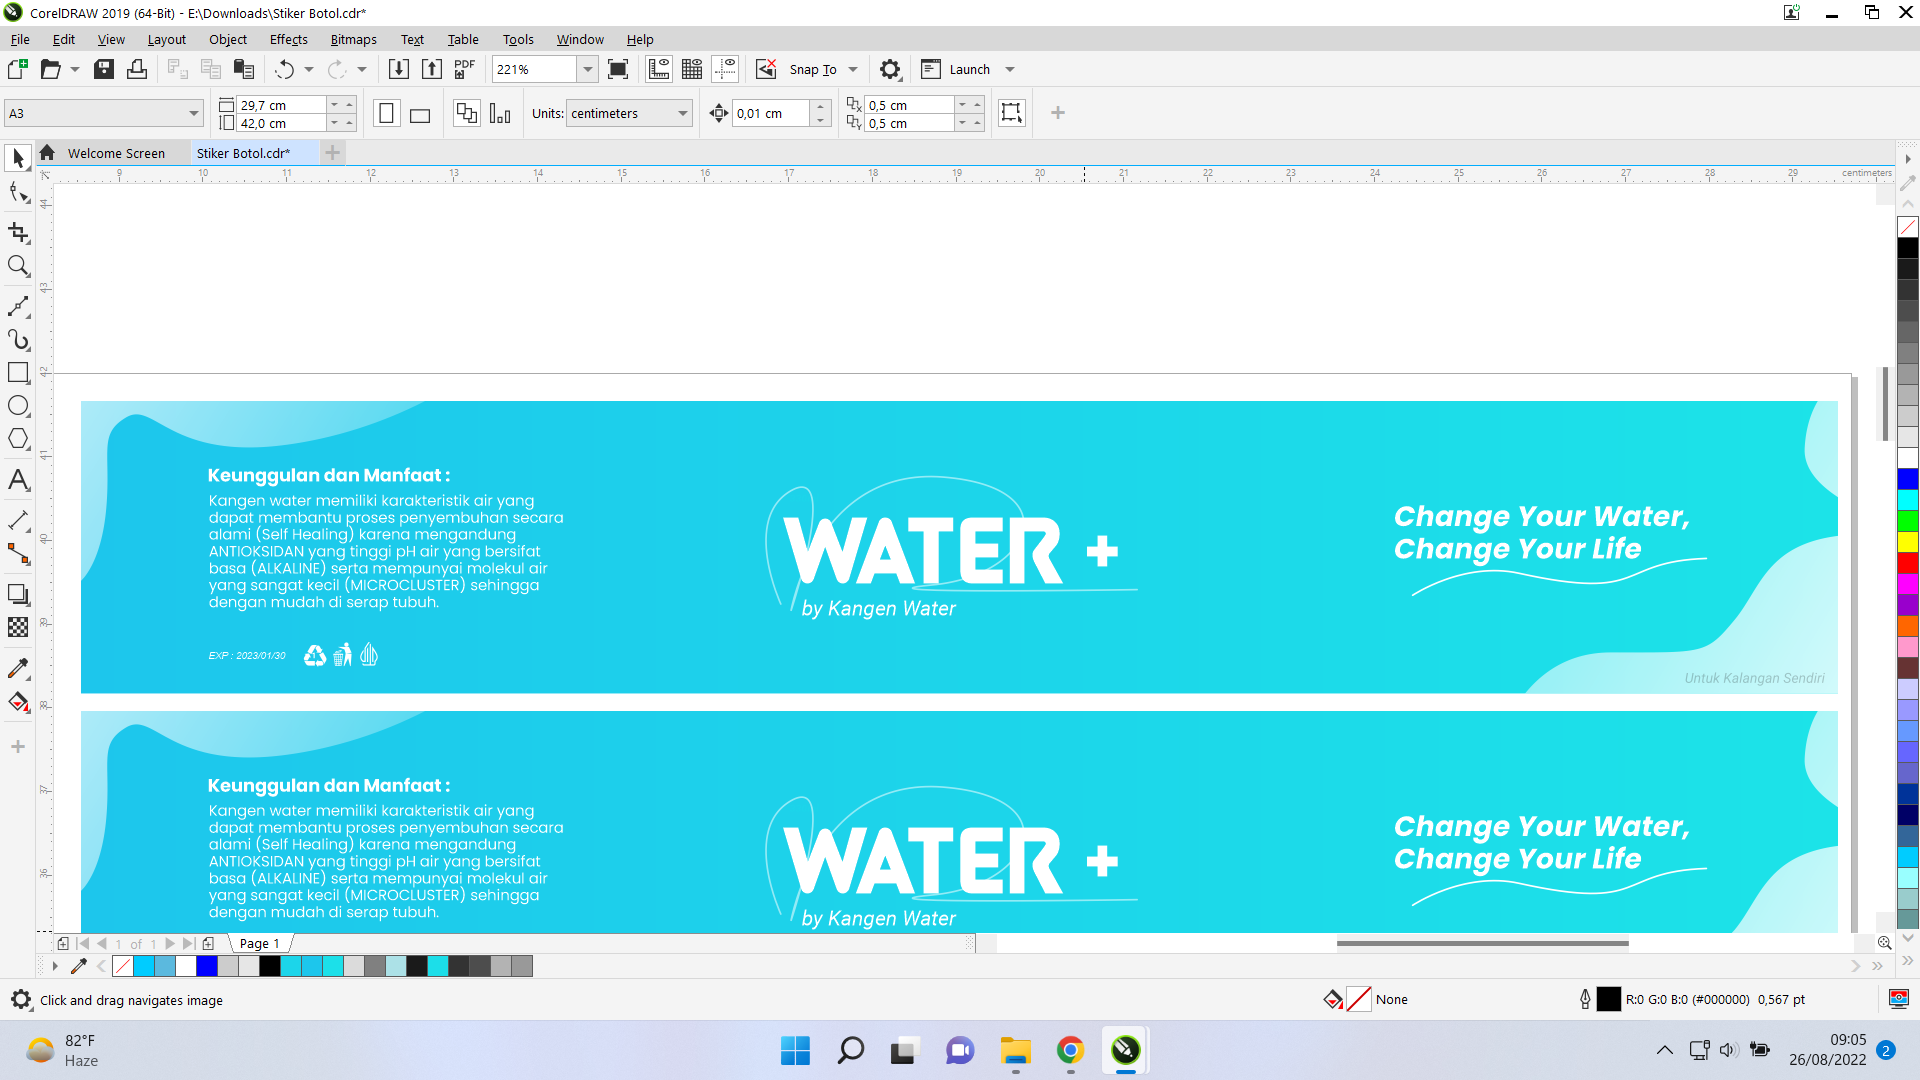 CorelDRAW 2019 (64-Bit) - E:\Downloads\Stiker Botol.cdr*
File Edit View Layout Object Effects Bitmaps Text Table Tools Window Help
PDF 221% Snap To Launch
A3 29,7 cm 42,0 cm Units: centimeters 0,01 cm 0,5 cm 0,5 cm
Welcome Screen Stiker Botol.cdr*
9 10 11 12 13 14 15 16 17 18 19 20 21 22 23 24 25 26 27 28 29 centimeters
44
43
42
41
40
39
38
37
36
Keunggulan dan Manfaat :
Kangen water memiliki karakteristik air yang
dapat membantu proses penyembuhan secara
alami (Self Healing) karena mengandung
ANTIOKSIDAN yang tinggi pH air yang bersifat
basa (ALKALINE) serta mempunyai molekul air
yang sangat kecil (MICROCLUSTER) sehingga
dengan mudah di serap tubuh.
EXP : 2023/01/30
WATER +
by Kangen Water
Change Your Water,
Change Your Life
Untuk Kalangan Sendiri
Keunggulan dan Manfaat :
Kangen water memiliki karakteristik air yang
dapat membantu proses penyembuhan secara
alami (Self Healing) karena mengandung
ANTIOKSIDAN yang tinggi pH air yang bersifat
basa (ALKALINE) serta mempunyai molekul air
yang sangat kecil (MICROCLUSTER) sehingga
dengan mudah di serap tubuh.
WATER +
by Kangen Water
Change Your Water,
Change Your Life
1 of 1 Page 1
Click and drag navigates image None R:0 G:0 B:0 (#000000) 0,567 pt
82°F
Haze
09:05
26/08/2022
2